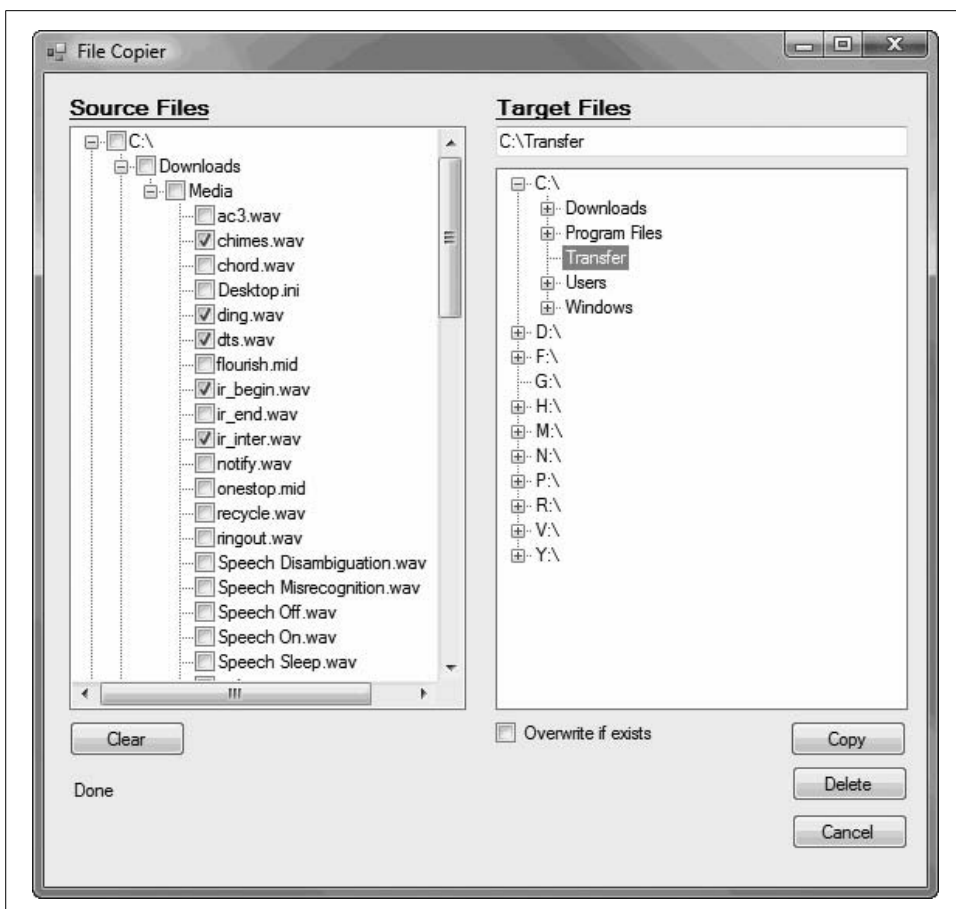 File Copier
Source Files
C:\
Downloads
Media
ac3.wav
chimes.wav
chord.wav
Desktop.ini
ding.wav
dts.wav
flourish.mid
ir_begin.wav
ir_end.wav
ir_inter.wav
notify.wav
onestop.mid
recycle.wav
ringout.wav
Speech Disambiguation.wav
Speech Misrecognition.wav
Speech Off.wav
Speech On.wav
Speech Sleep.wav
Clear
Done
Target Files
C:\Transfer
C:\
Downloads
Program Files
Transfer
Users
Windows
D:\
F:\
G:\
H:\
M:\
N:\
P:\
R:\
V:\
Y:\
Overwrite if exists
Copy
Delete
Cancel